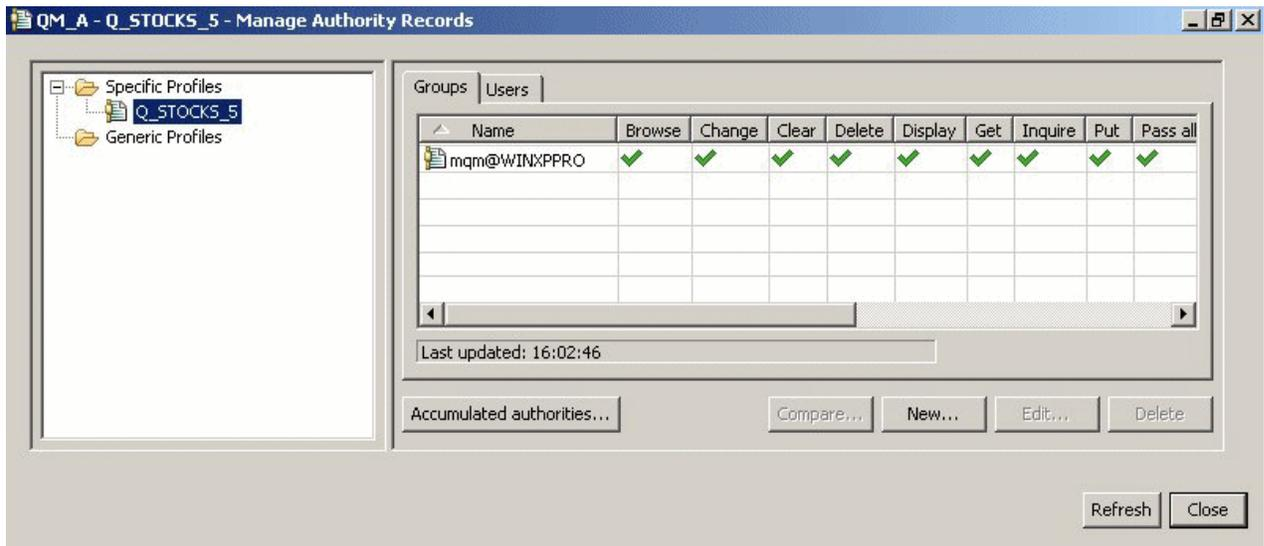 QM_A - Q_STOCKS_5 - Manage Authority Records
Specific Profiles
Q_STOCKS_5
Generic Profiles
Groups Users
Name Browse Change Clear Delete Display Get Inquire Put Pass all
mqm@WINXPPRO
Last updated: 16:02:46
Accumulated authorities... Compare... New... Edit... Delete
Refresh Close